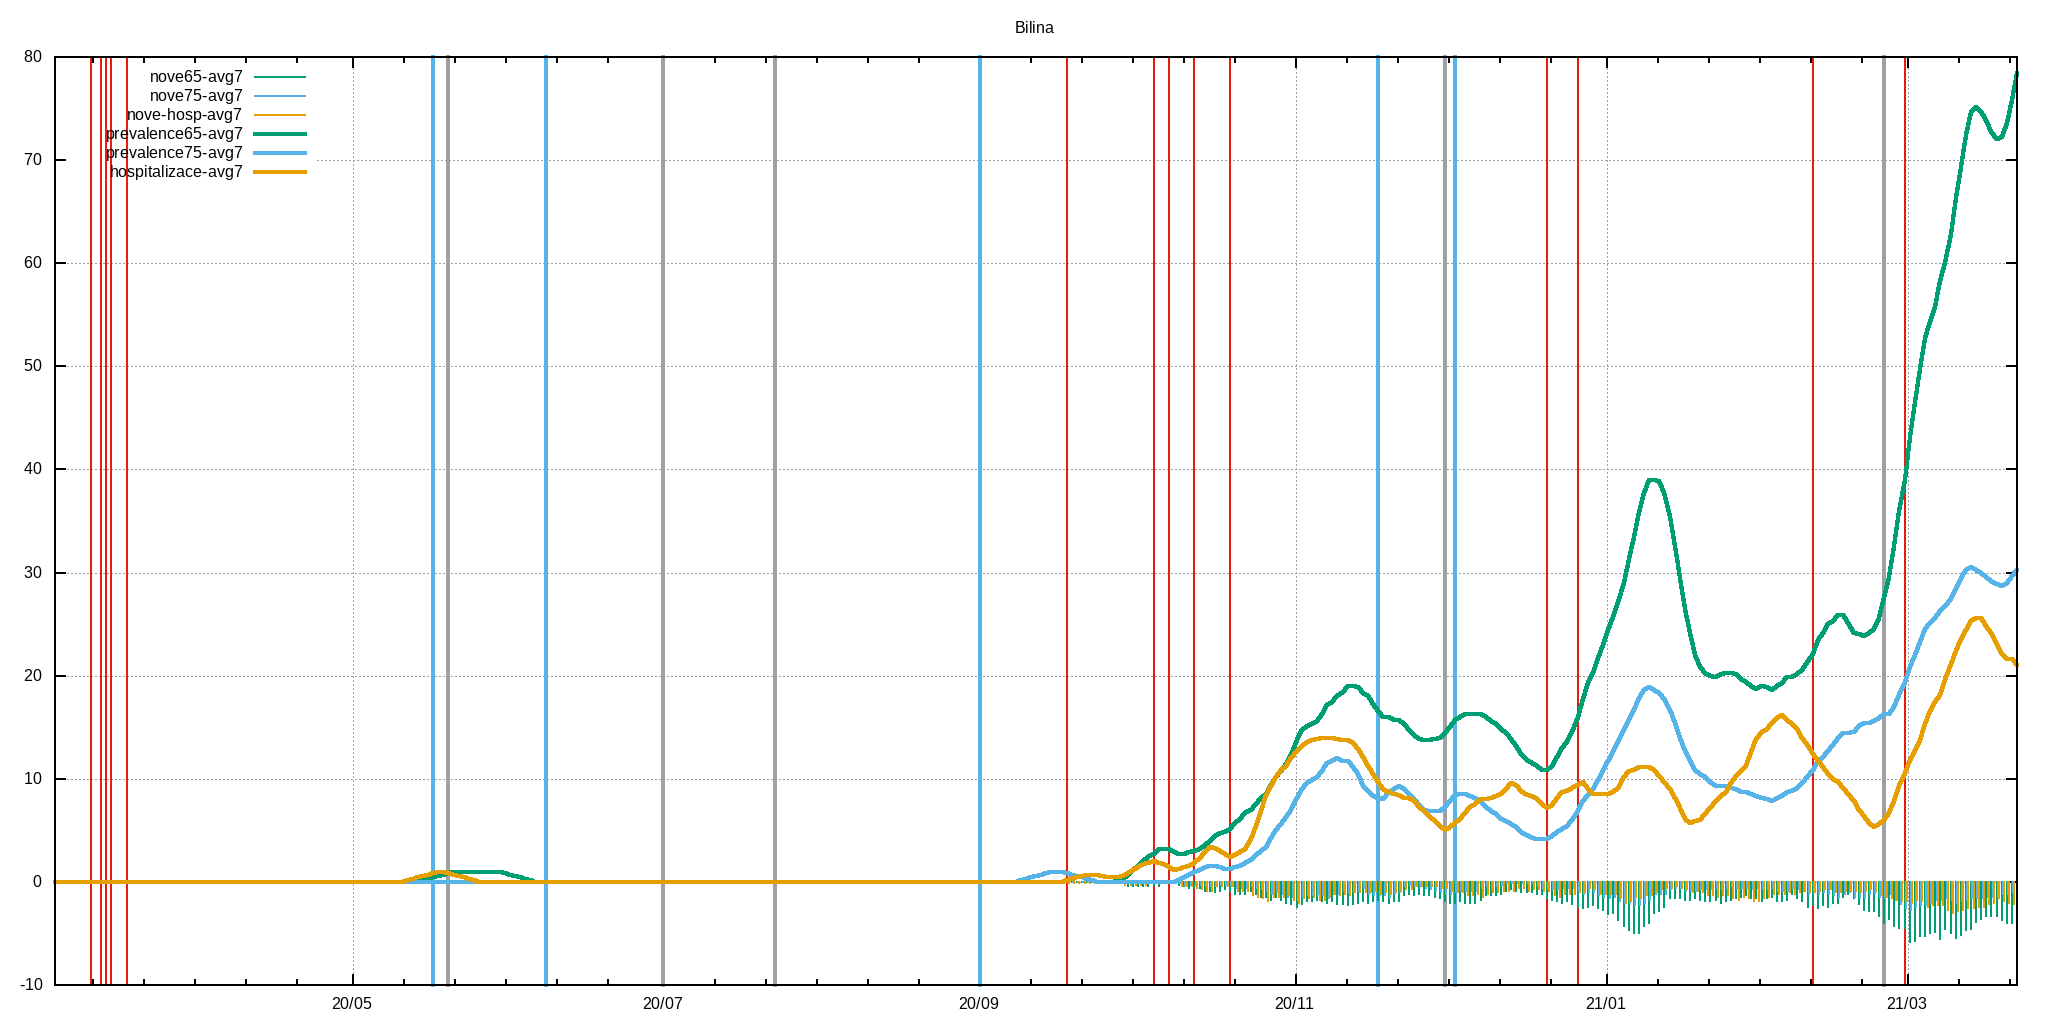 Bilina
80
nove65-avg7
nove75-avg7
nove-hosp-avg7
prevalence65-avg7
prevalence75-avg7
hospitalizace-avg7
70
60
50
40
30
20
10
0
-10
20/05
20/07
20/09
20/11
21/01
21/03